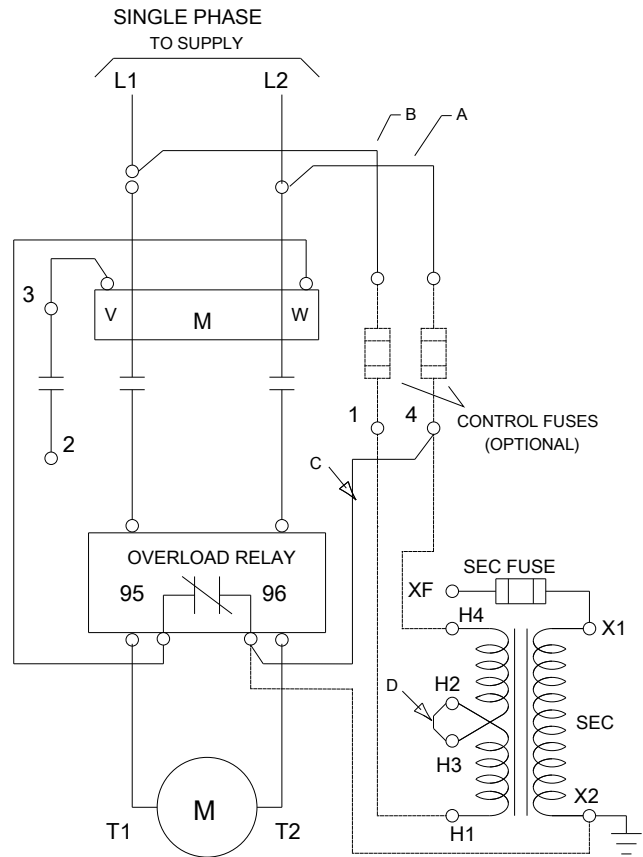 SINGLE PHASE
TO SUPPLY
L1
L2
B
A
3
V
M
W
2
1
4
CONTROL FUSES
(OPTIONAL)
C
OVERLOAD RELAY
95
96
SEC FUSE
XF
H4
X1
D
H2
SEC
H3
X2
H1
M
T1
T2